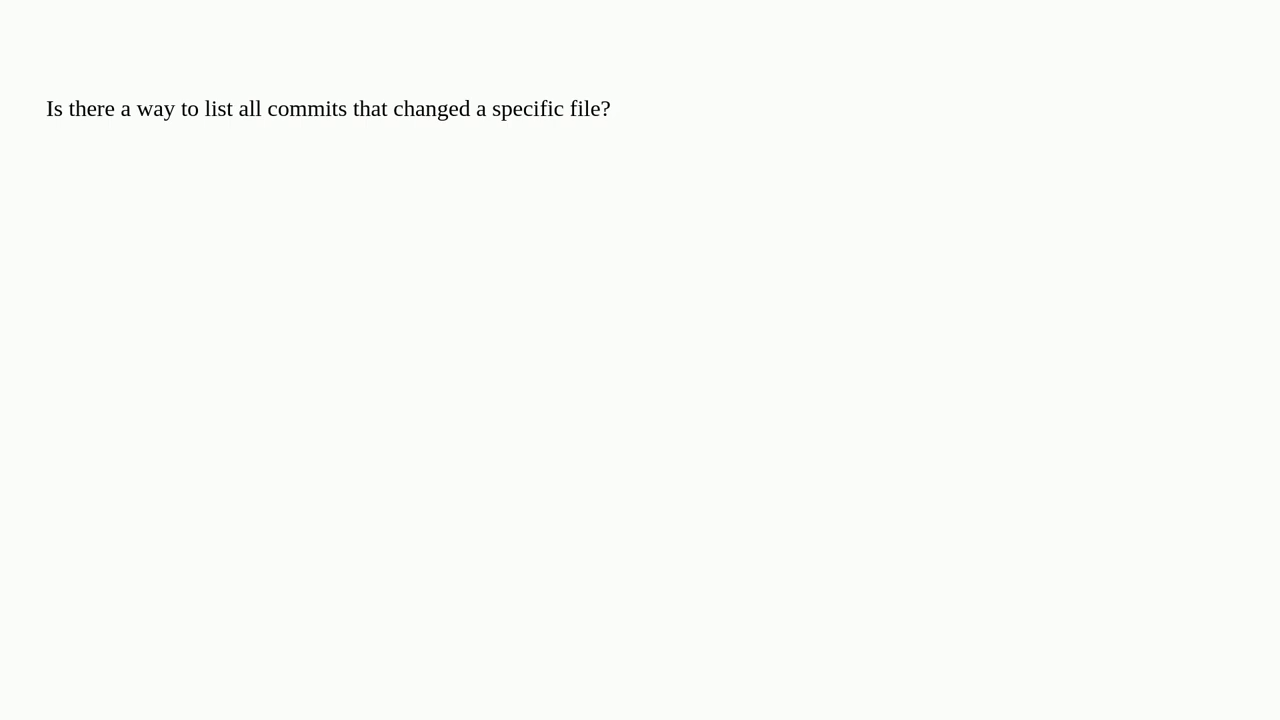 Is there a way to list all commits that changed a specific file?